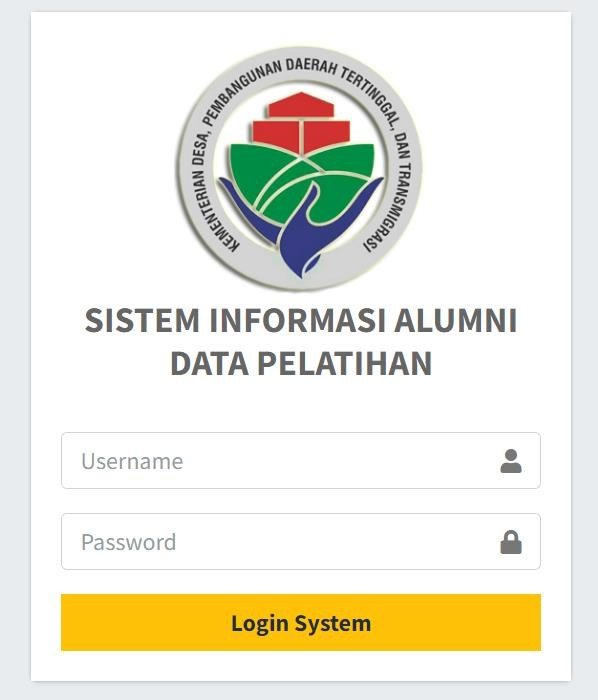 KEMENTERIAN DESA, PEMBANGUNAN DAERAH TERTINGGAL, DAN TRANSMIGRASI
SISTEM INFORMASI ALUMNI
DATA PELATIHAN
Username
Password
Login System